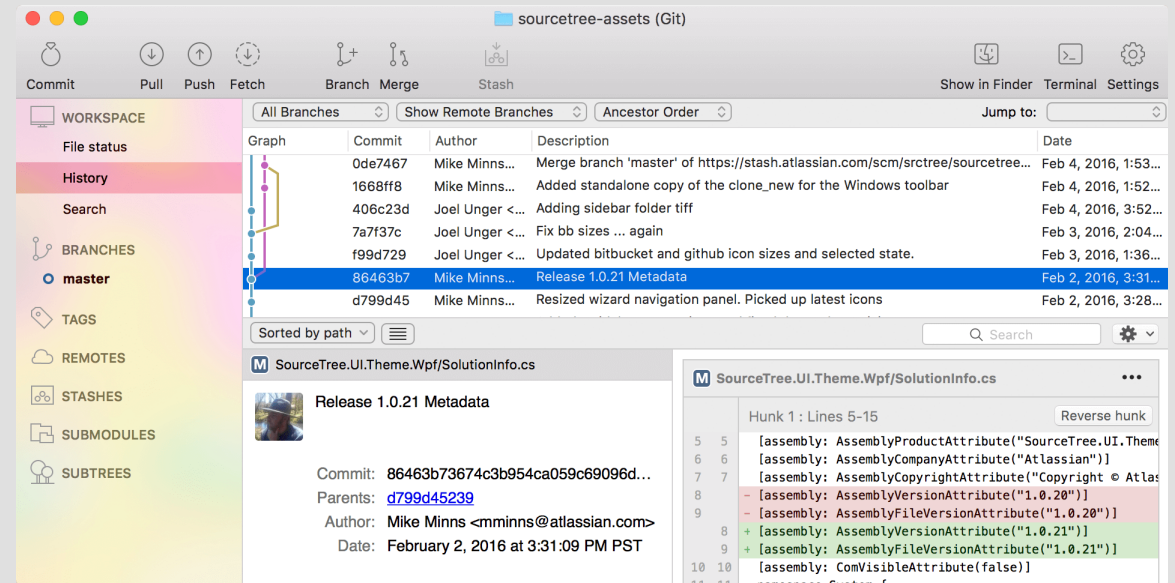 sourcetree-assets (Git)
Commit Pull Push Fetch Branch Merge Stash Show in Finder Terminal Settings
WORKSPACE
File status
History
Search
BRANCHES
master
TAGS
REMOTES
STASHES
SUBMODULES
SUBTREES
All Branches Show Remote Branches Ancestor Order Jump to:
Graph Commit Author Description Date
0de7467 Mike Minns... Merge branch 'master' of https://stash.atlassian.com/scm/srctree/sourcetree... Feb 4, 2016, 1:53...
1668ff8 Mike Minns... Added standalone copy of the clone_new for the Windows toolbar Feb 4, 2016, 1:52...
406c23d Joel Unger <... Adding sidebar folder tiff Feb 4, 2016, 3:52...
7a7f37c Joel Unger <... Fix bb sizes ... again Feb 3, 2016, 2:04...
f99d729 Joel Unger <... Updated bitbucket and github icon sizes and selected state. Feb 3, 2016, 1:36...
86463b7 Mike Minns... Release 1.0.21 Metadata Feb 2, 2016, 3:31...
d799d45 Mike Minns... Resized wizard navigation panel. Picked up latest icons Feb 2, 2016, 3:28...
Sorted by path Search
M SourceTree.UI.Theme.Wpf/SolutionInfo.cs
Release 1.0.21 Metadata
Commit: 86463b73674c3b954ca059c69096d...
Parents: d799d45239
Author: Mike Minns <mminns@atlassian.com>
Date: February 2, 2016 at 3:31:09 PM PST
M SourceTree.UI.Theme.Wpf/SolutionInfo.cs
Hunk 1 : Lines 5-15 Reverse hunk
5 5 [assembly: AssemblyProductAttribute("SourceTree.UI.Theme
6 6 [assembly: AssemblyCompanyAttribute("Atlassian")]
7 7 [assembly: AssemblyCopyrightAttribute("Copyright © Atlas
8 - [assembly: AssemblyVersionAttribute("1.0.20")]
9 - [assembly: AssemblyFileVersionAttribute("1.0.20")]
8 + [assembly: AssemblyVersionAttribute("1.0.21")]
9 + [assembly: AssemblyFileVersionAttribute("1.0.21")]
10 10 [assembly: ComVisibleAttribute(false)]